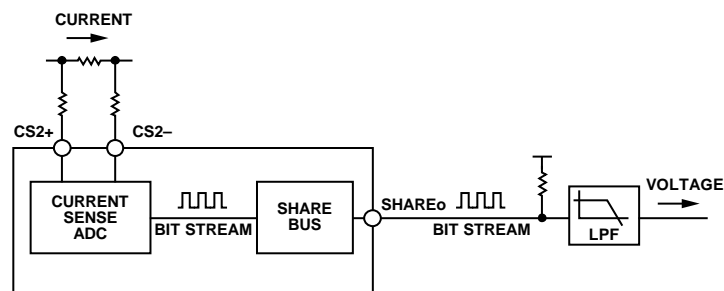 CURRENT
CS2+
CS2–
CURRENT
SENSE
ADC
BIT STREAM
SHARE
BUS
SHAREo
BIT STREAM
LPF
VOLTAGE